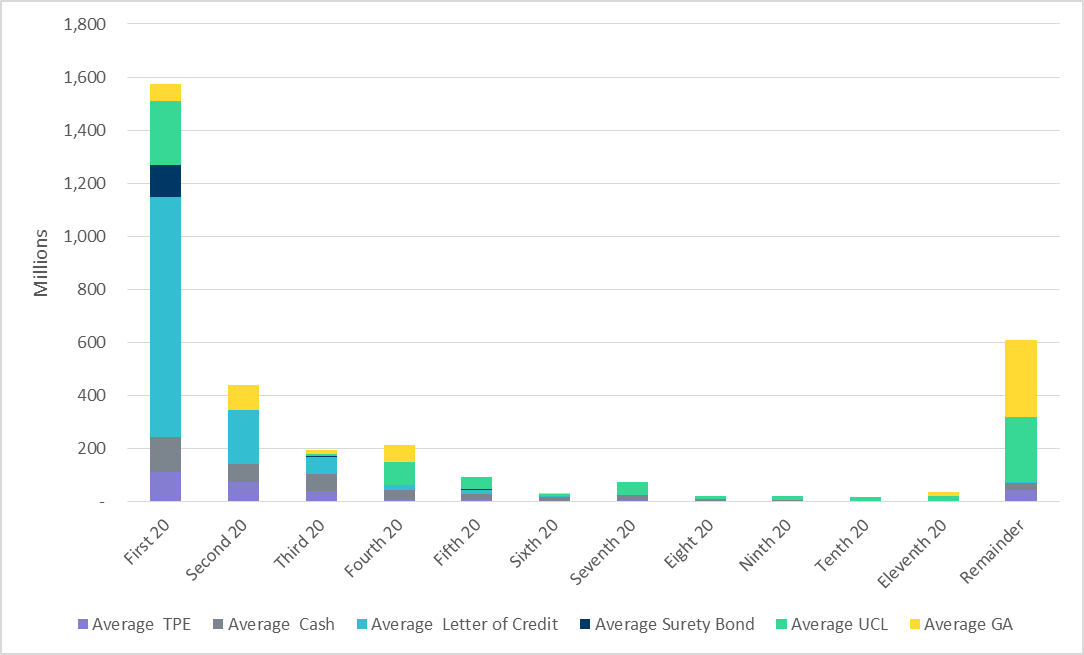 1,800
1,600
1,400
1,200
1,000
800
600
400
200
-
Millions
First 20
Second 20
Third 20
Fourth 20
Fifth 20
Sixth 20
Seventh 20
Eight 20
Ninth 20
Tenth 20
Eleventh 20
Remainder
Average TPE Average Cash Average Letter of Credit Average Surety Bond Average UCL Average GA